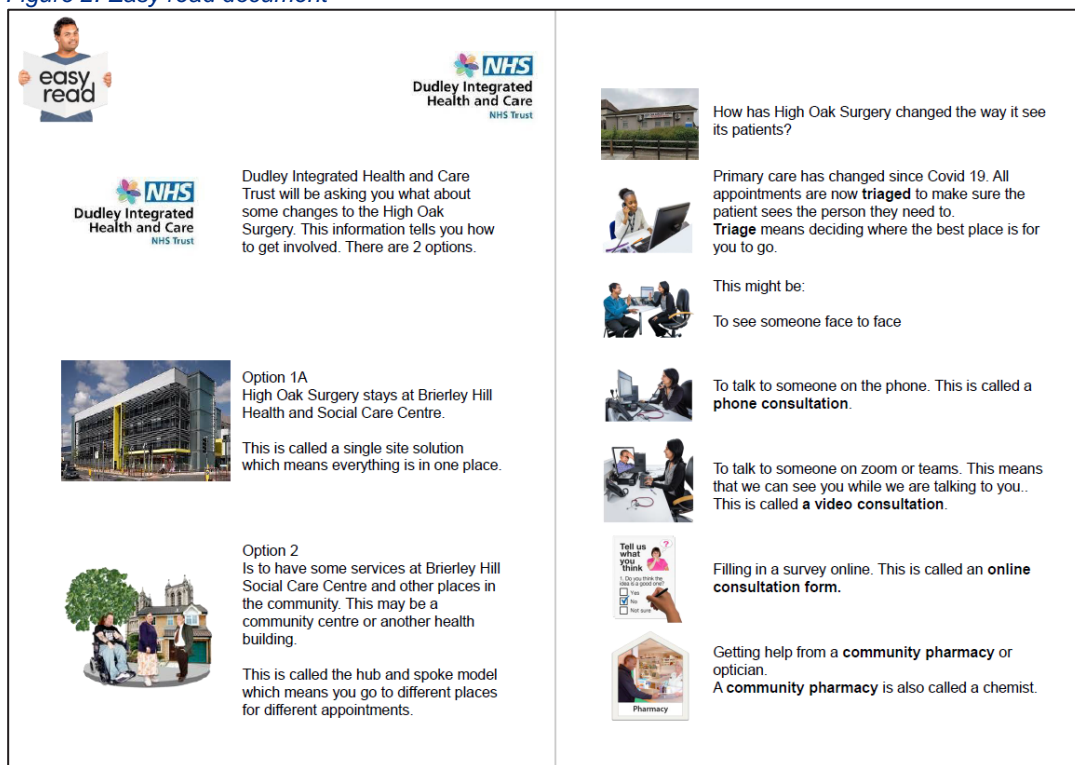 Figure 2: Easy read document
easy
read
NHS
Dudley Integrated
Health and Care
NHS Trust
NHS
Dudley Integrated
Health and Care
NHS Trust
Dudley Integrated Health and Care
Trust will be asking you what about
some changes to the High Oak
Surgery. This information tells you how
to get involved. There are 2 options.
Option 1A
High Oak Surgery stays at Brierley Hill
Health and Social Care Centre.
This is called a single site solution
which means everything is in one place.
Option 2
Is to have some services at Brierley Hill
Social Care Centre and other places in
the community. This may be a
community centre or another health
building.
This is called the hub and spoke model
which means you go to different places
for different appointments.
How has High Oak Surgery changed the way it see
its patients?
Primary care has changed since Covid 19. All
appointments are now triaged to make sure the
patient sees the person they need to.
Triage means deciding where the best place is for
you to go.
This might be:
To see someone face to face
To talk to someone on the phone. This is called a
phone consultation.
To talk to someone on zoom or teams. This means
that we can see you while we are talking to you..
This is called a video consultation.
Tell us
what
you
think
?
1. Do you think the
idea is a good one?
Yes
No
Not sure
Filling in a survey online. This is called an online
consultation form.
Getting help from a community pharmacy or
optician.
A community pharmacy is also called a chemist.
Pharmacy